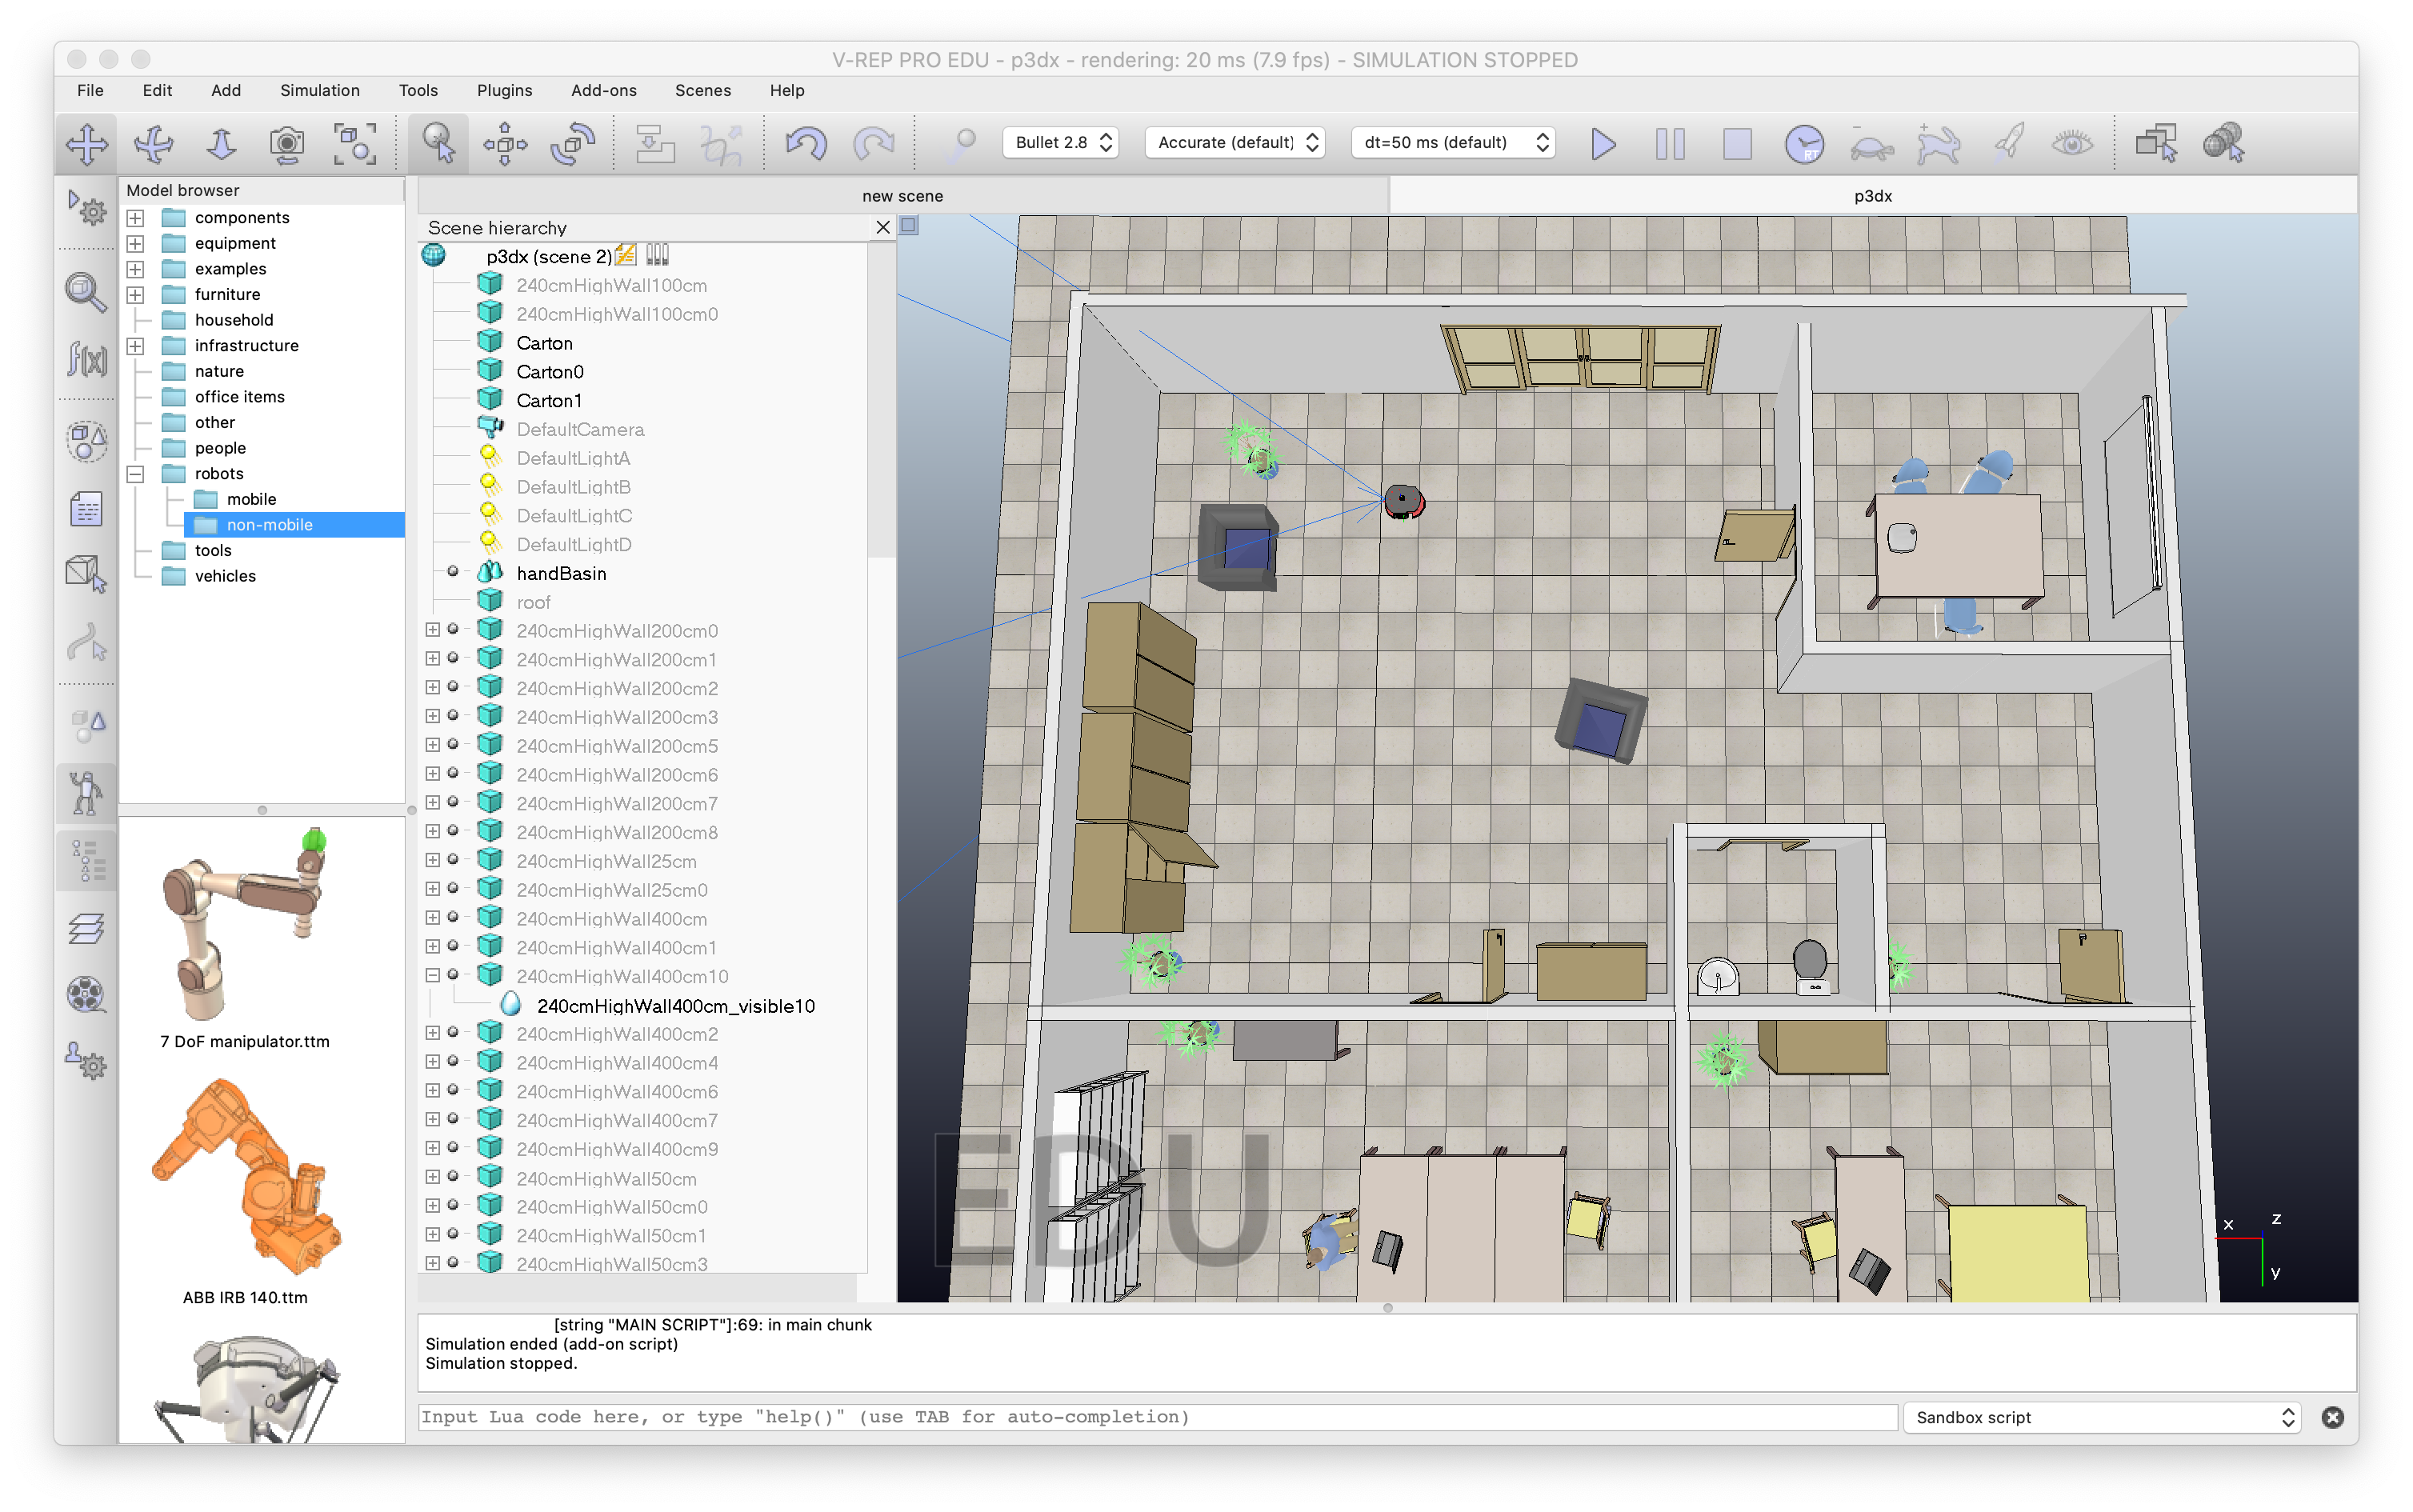 V-REP PRO EDU - p3dx - rendering: 20 ms (7.9 fps) - SIMULATION STOPPED
File Edit Add Simulation Tools Plugins Add-ons Scenes Help
Bullet 2.8 Accurate (default) dt=50 ms (default)
RT
f(x)
Model browser
components
equipment
examples
furniture
household
infrastructure
nature
office items
other
people
robots
mobile
non-mobile
tools
vehicles
7 DoF manipulator.ttm
ABB IRB 140.ttm
new scene
p3dx
Scene hierarchy
p3dx (scene 2)
240cmHighWall100cm
240cmHighWall100cm0
Carton
Carton0
Carton1
DefaultCamera
DefaultLightA
DefaultLightB
DefaultLightC
DefaultLightD
handBasin
roof
240cmHighWall200cm0
240cmHighWall200cm1
240cmHighWall200cm2
240cmHighWall200cm3
240cmHighWall200cm5
240cmHighWall200cm6
240cmHighWall200cm7
240cmHighWall200cm8
240cmHighWall25cm
240cmHighWall25cm0
240cmHighWall400cm
240cmHighWall400cm1
240cmHighWall400cm10
240cmHighWall400cm_visible10
240cmHighWall400cm2
240cmHighWall400cm4
240cmHighWall400cm6
240cmHighWall400cm7
240cmHighWall400cm9
240cmHighWall50cm
240cmHighWall50cm0
240cmHighWall50cm1
240cmHighWall50cm3
EDU
x z
y
[string "MAIN SCRIPT"]:69: in main chunk
Simulation ended (add-on script)
Simulation stopped.
Input Lua code here, or type "help()" (use TAB for auto-completion)
Sandbox script